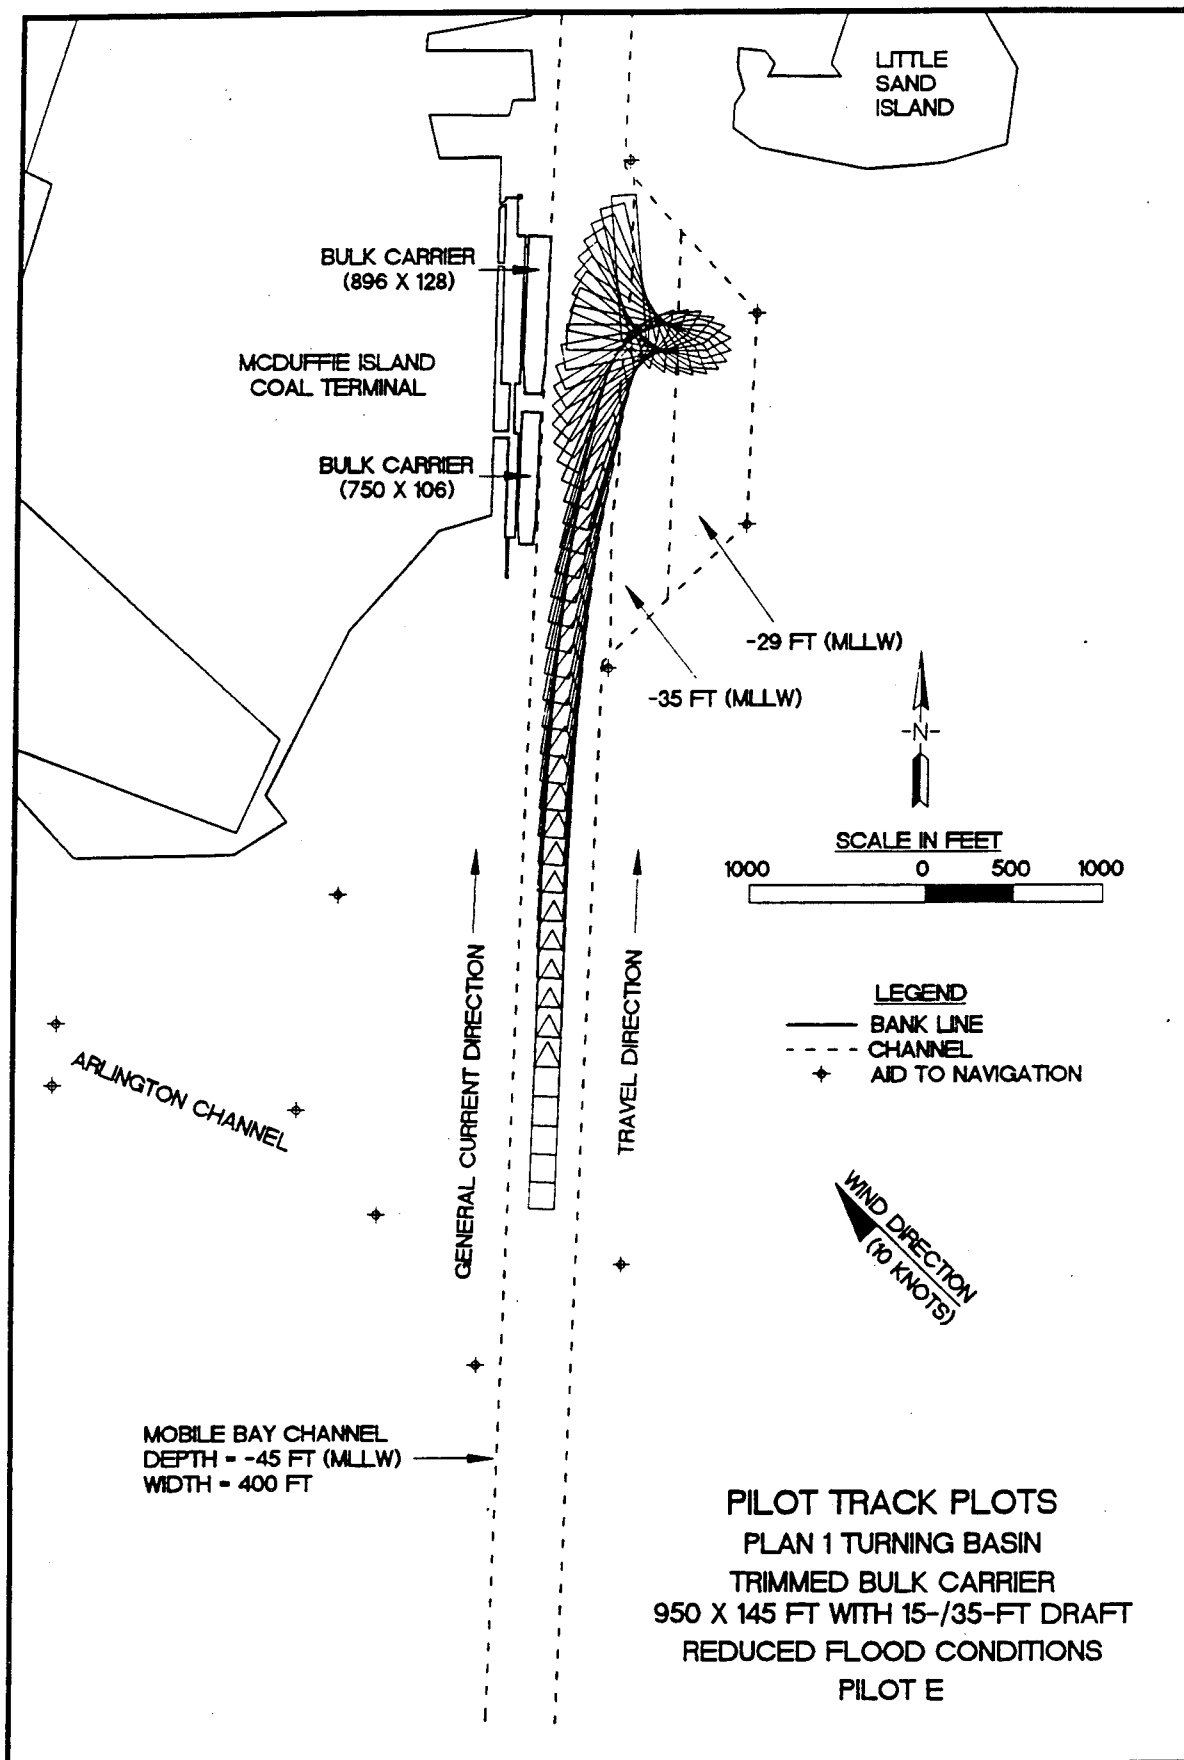 LITTLE
SAND
ISLAND
BULK CARRIER
(896 X 128)
MCDUFFIE ISLAND
COAL TERMINAL
BULK CARRIER
(750 X 106)
-29 FT (MLLW)
-35 FT (MLLW)
-N-
SCALE IN FEET
1000 0 500 1000
GENERAL CURRENT DIRECTION
TRAVEL DIRECTION
LEGEND
BANK LINE
CHANNEL
AID TO NAVIGATION
ARLINGTON CHANNEL
WIND DIRECTION
(10 KNOTS)
MOBILE BAY CHANNEL
DEPTH = -45 FT (MLLW)
WIDTH = 400 FT
PILOT TRACK PLOTS
PLAN 1 TURNING BASIN
TRIMMED BULK CARRIER
950 X 145 FT WITH 15-/35-FT DRAFT
REDUCED FLOOD CONDITIONS
PILOT E